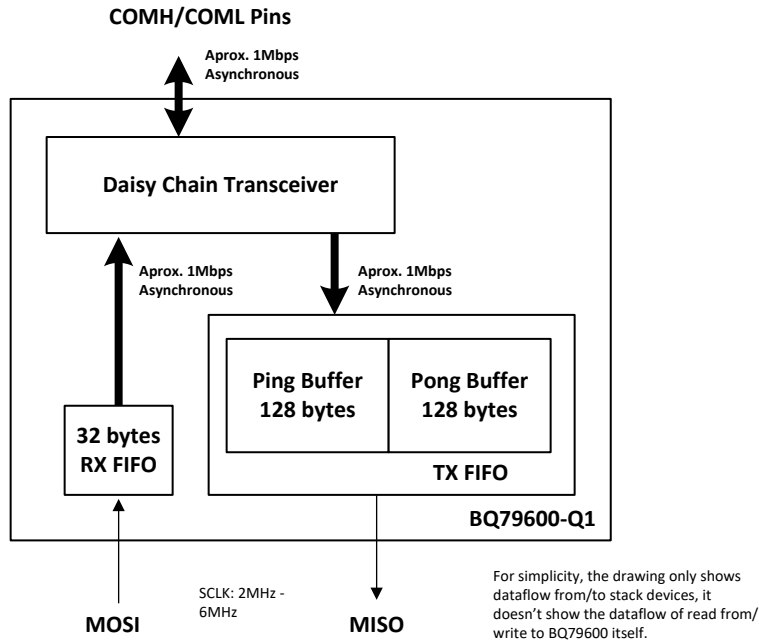 COMH/COML Pins
Aprox. 1Mbps
Asynchronous
Daisy Chain Transceiver
Aprox. 1Mbps
Asynchronous
Aprox. 1Mbps
Asynchronous
Ping Buffer
128 bytes
Pong Buffer
128 bytes
32 bytes
RX FIFO
TX FIFO
BQ79600-Q1
SCLK: 2MHz -
6MHz
MOSI
MISO
For simplicity, the drawing only shows
dataflow from/to stack devices, it
doesn't show the dataflow of read from/
write to BQ79600 itself.